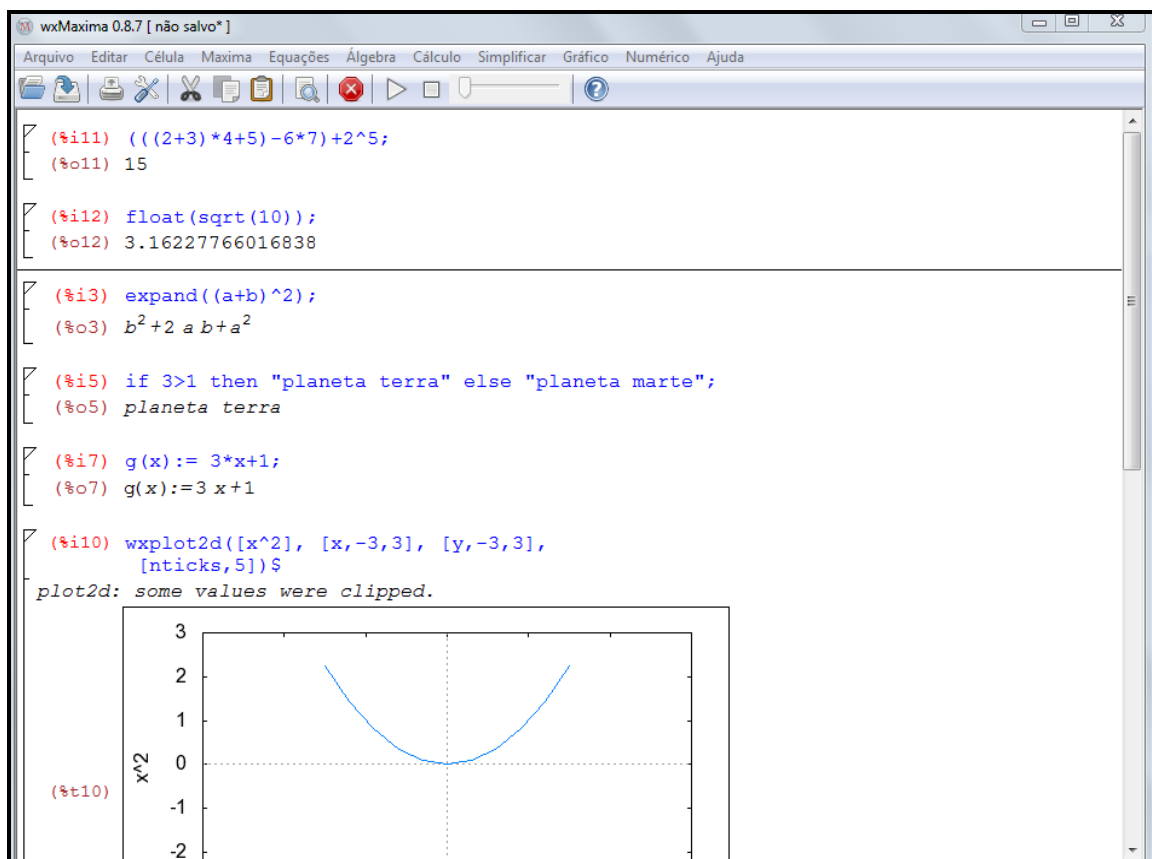 wxMaxima 0.8.7 [ não salvo* ]
Arquivo Editar Célula Maxima Equações Álgebra Cálculo Simplificar Gráfico Numérico Ajuda
(%i11) (((2+3)*4+5)-6*7)+2^5;
(%o11) 15
(%i12) float(sqrt(10));
(%o12) 3.16227766016838
(%i3) expand((a+b)^2);
(%o3) b²+2 a b+a²
(%i5) if 3>1 then "planeta terra" else "planeta marte";
(%o5) planeta terra
(%i7) g(x):= 3*x+1;
(%o7) g(x):=3 x+1
(%i10) wxplot2d([x^2], [x,-3,3], [y,-3,3],
[nticks,5])$
plot2d: some values were clipped.
(%t10)
x^2
3
2
1
0
-1
-2